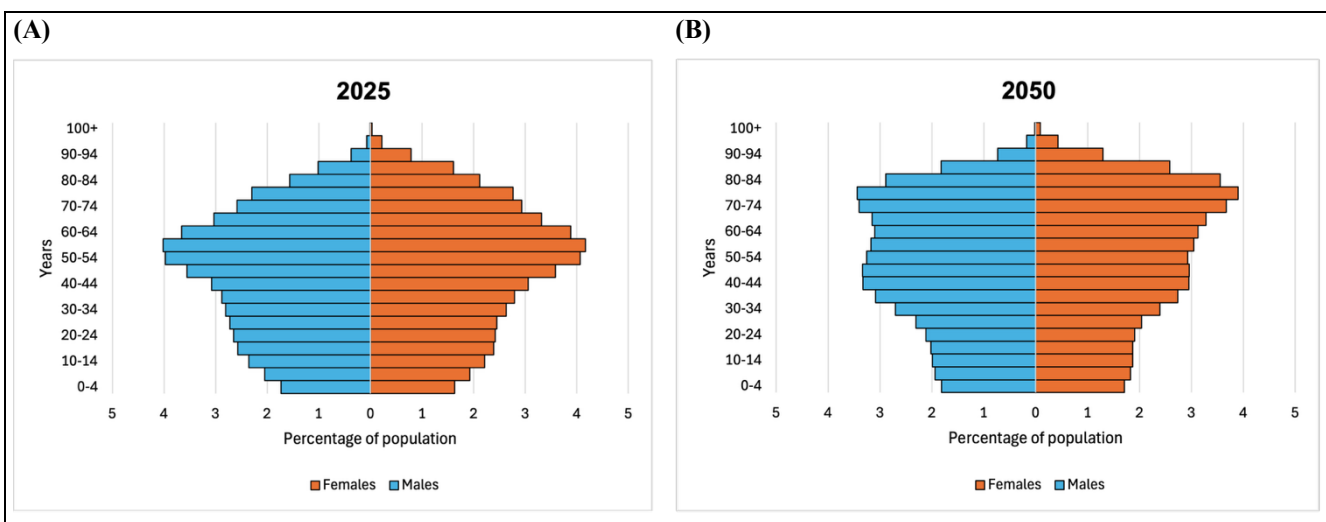 (A)
2025
100+
90-94
80-84
70-74
60-64
50-54
40-44
30-34
20-24
10-14
0-4
Years
5 4 3 2 1 0 1 2 3 4 5
Percentage of population
Females Males
(B)
2050
100+
90-94
80-84
70-74
60-64
50-54
40-44
30-34
20-24
10-14
0-4
Years
5 4 3 2 1 0 1 2 3 4 5
Percentage of population
Females Males